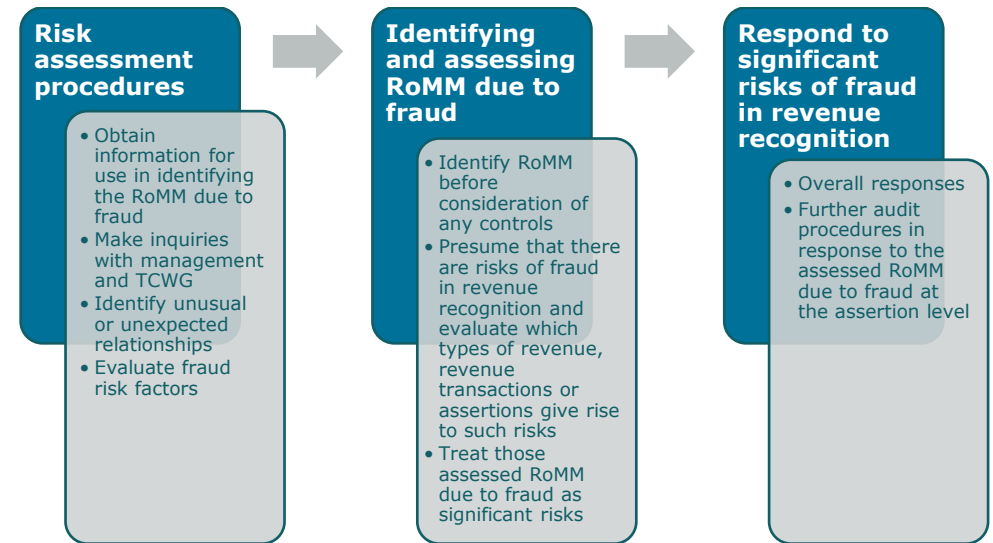 Risk
assessment
procedures
• Obtain
information for
use in identifying
the RoMM due to
fraud
• Make inquiries
with management
and TCWG
• Identify unusual
or unexpected
relationships
• Evaluate fraud
risk factors
Identifying
and assessing
RoMM due to
fraud
• Identify RoMM
before
consideration of
any controls
• Presume that there
are risks of fraud
in revenue
recognition and
evaluate which
types of revenue,
revenue
transactions or
assertions give rise
to such risks
• Treat those
assessed RoMM
due to fraud as
significant risks
Respond to
significant
risks of fraud
in revenue
recognition
• Overall responses
• Further audit
procedures in
response to the
assessed RoMM
due to fraud at
the assertion level